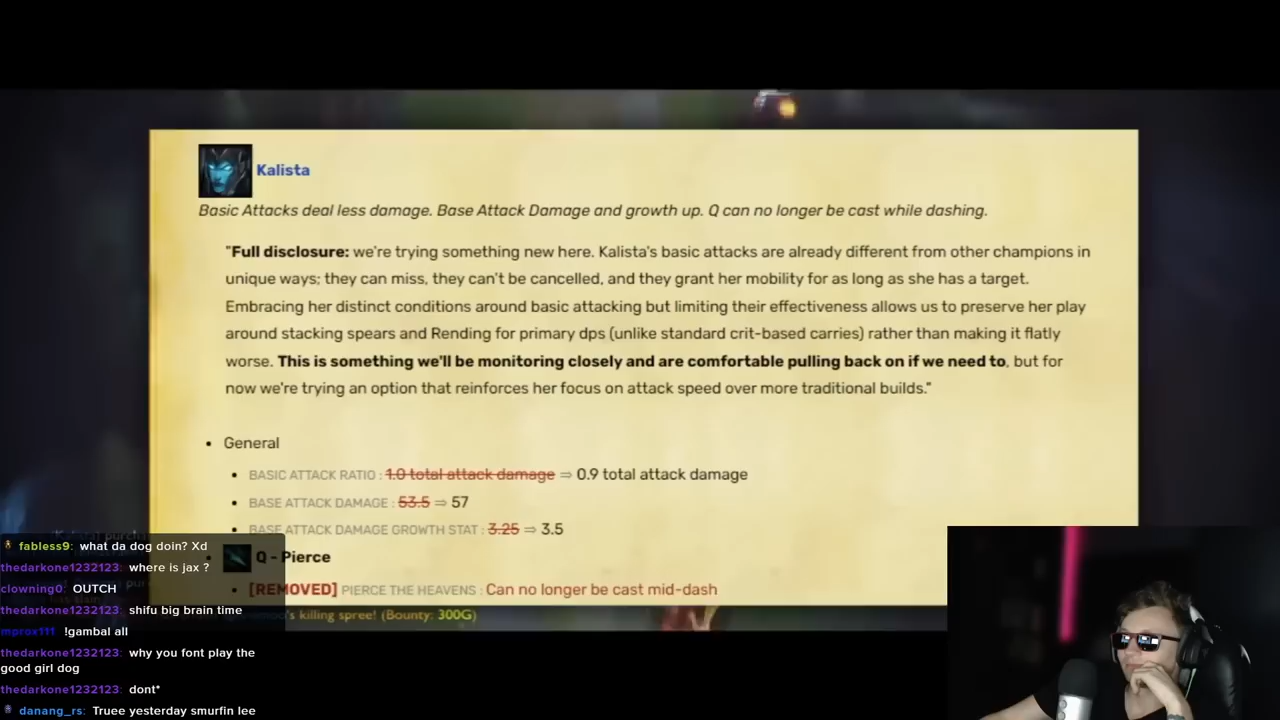 Kalista
Basic Attacks deal less damage. Base Attack Damage and growth up. Q can no longer be cast while dashing.
"Full disclosure: we're trying something new here. Kalista's basic attacks are already different from other champions in
unique ways; they can miss, they can't be cancelled, and they grant her mobility for as long as she has a target.
Embracing her distinct conditions around basic attacking but limiting their effectiveness allows us to preserve her play
around stacking spears and Rending for primary dps (unlike standard crit-based carries) rather than making it flatly
worse. This is something we'll be monitoring closely and are comfortable pulling back on if we need to, but for
now we're trying an option that reinforces her focus on attack speed over more traditional builds."
• General
• BASIC ATTACK RATIO : 1.0 total attack damage ⇒ 0.9 total attack damage
• BASE ATTACK DAMAGE : 53.5 ⇒ 57
• BASE ATTACK DAMAGE GROWTH STAT : 3.25 ⇒ 3.5
• Q - Pierce
• [REMOVED] PIERCE THE HEAVENS : Can no longer be cast mid-dash
's killing spree! (Bounty: 300G)
fabless9: what da dog doin? Xd
thedarkone1232123: where is jax ?
clowning0: OUTCH
thedarkone1232123: shifu big brain time
mprox111 !gambal all
thedarkone1232123: why you font play the
good girl dog
thedarkone1232123: dont*
danang_rs: Truee yesterday smurfin lee